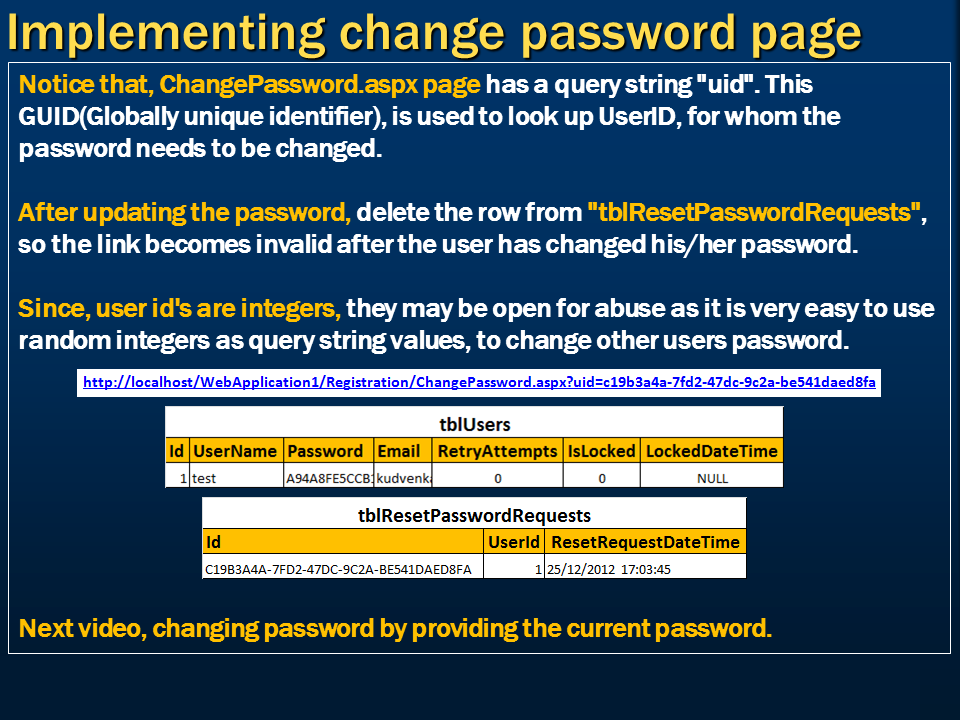 Implementing change password page
Notice that, ChangePassword.aspx page has a query string "uid". This
GUID(Globally unique identifier), is used to look up UserID, for whom the
password needs to be changed.
After updating the password, delete the row from "tblResetPasswordRequests",
so the link becomes invalid after the user has changed his/her password.
Since, user id's are integers, they may be open for abuse as it is very easy to use
random integers as query string values, to change other users password.
http://localhost/WebApplication1/Registration/ChangePassword.aspx?uid=c19b3a4a-7fd2-47dc-9c2a-be541daed8fa
tblUsers
Id UserName Password Email RetryAttempts IsLocked LockedDateTime
1 test A94A8FE5CCB1 kudvenka 0 0 NULL
tblResetPasswordRequests
Id UserId ResetRequestDateTime
C19B3A4A-7FD2-47DC-9C2A-BE541DAED8FA 1 25/12/2012 17:03:45
Next video, changing password by providing the current password.